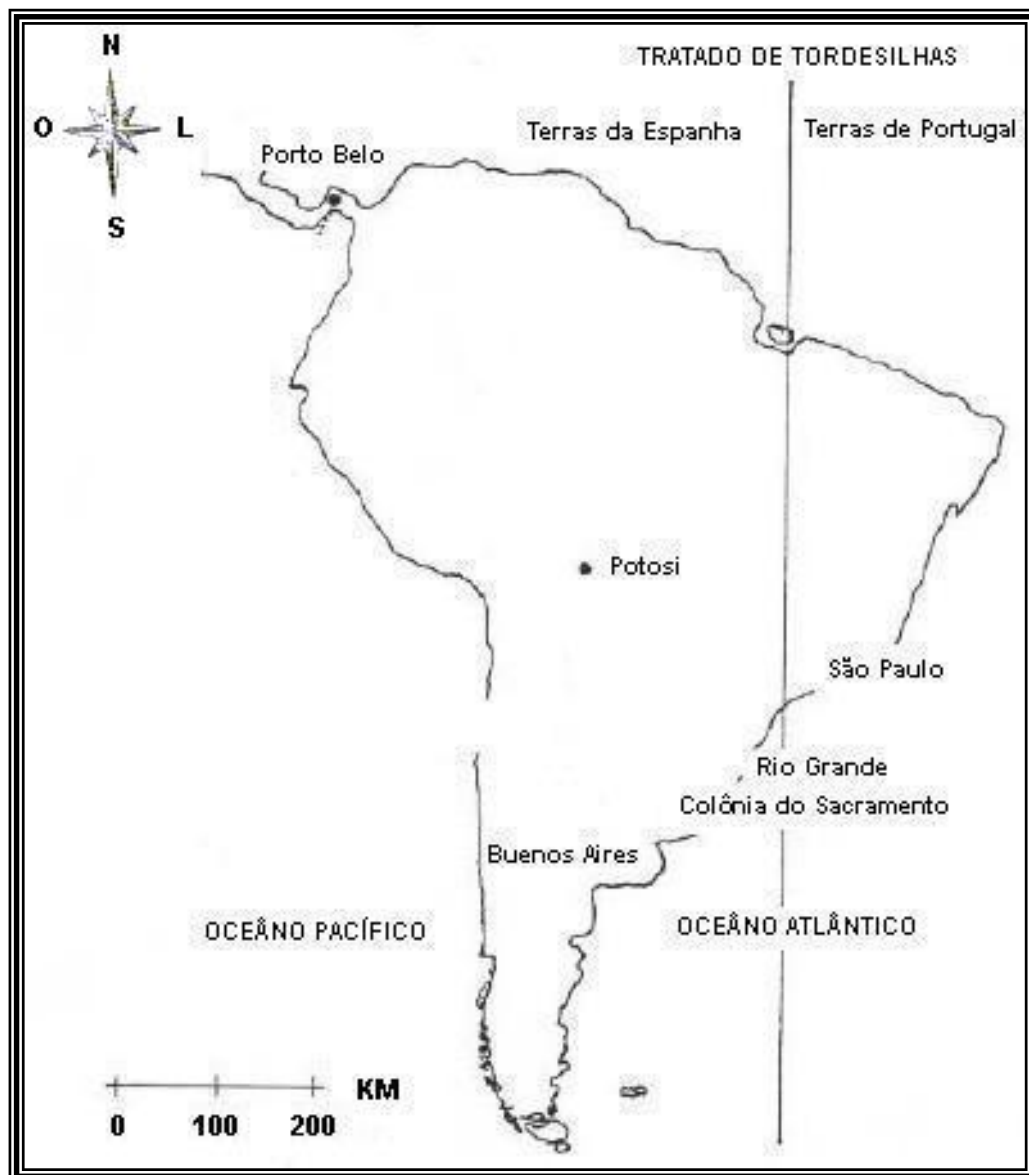 N
TRATADO DE TORDESILHAS
O L
Terras da Espanha Terras de Portugal
Porto Belo
S
Potosi
São Paulo
Rio Grande
Colônia do Sacramento
Buenos Aires
OCEÂNO PACÍFICO OCEÂNO ATLÂNTICO
KM
0 100 200